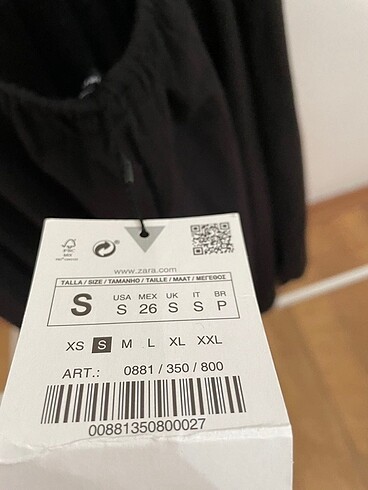 FSC
www.zara.com
TALLA / SIZE / TAMANHO / TAILLE / MAAT / ΜΕΓΕΘΟΣ
S
USA MEX UK IT BR
S 26 S S P
XS S M L XL XXL
ART.: 0881 / 350 / 800
00881350800027